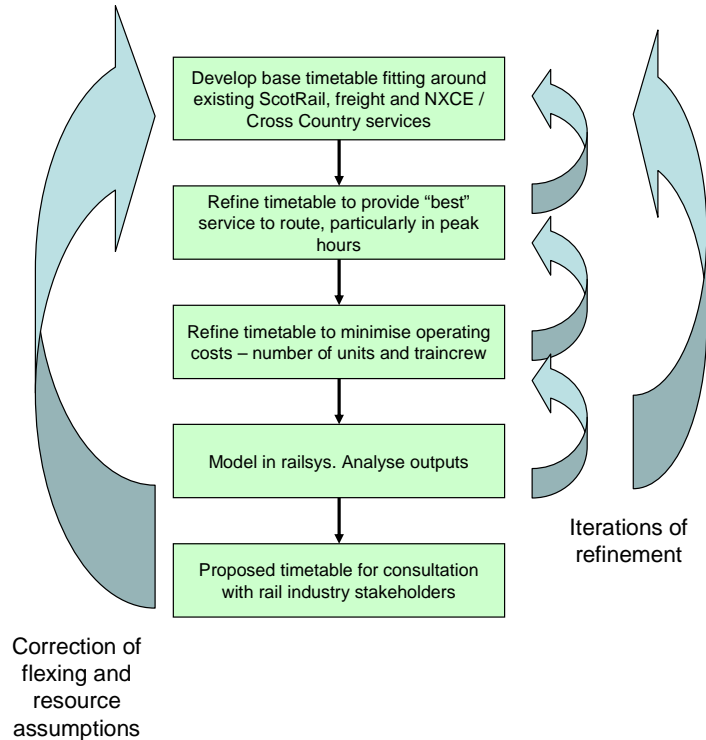 Develop base timetable fitting around
existing ScotRail, freight and NXCE /
Cross Country services
Refine timetable to provide “best”
service to route, particularly in peak
hours
Refine timetable to minimise operating
costs – number of units and traincrew
Model in railsys. Analyse outputs
Proposed timetable for consultation
with rail industry stakeholders
Iterations of
refinement
Correction of
flexing and
resource
assumptions